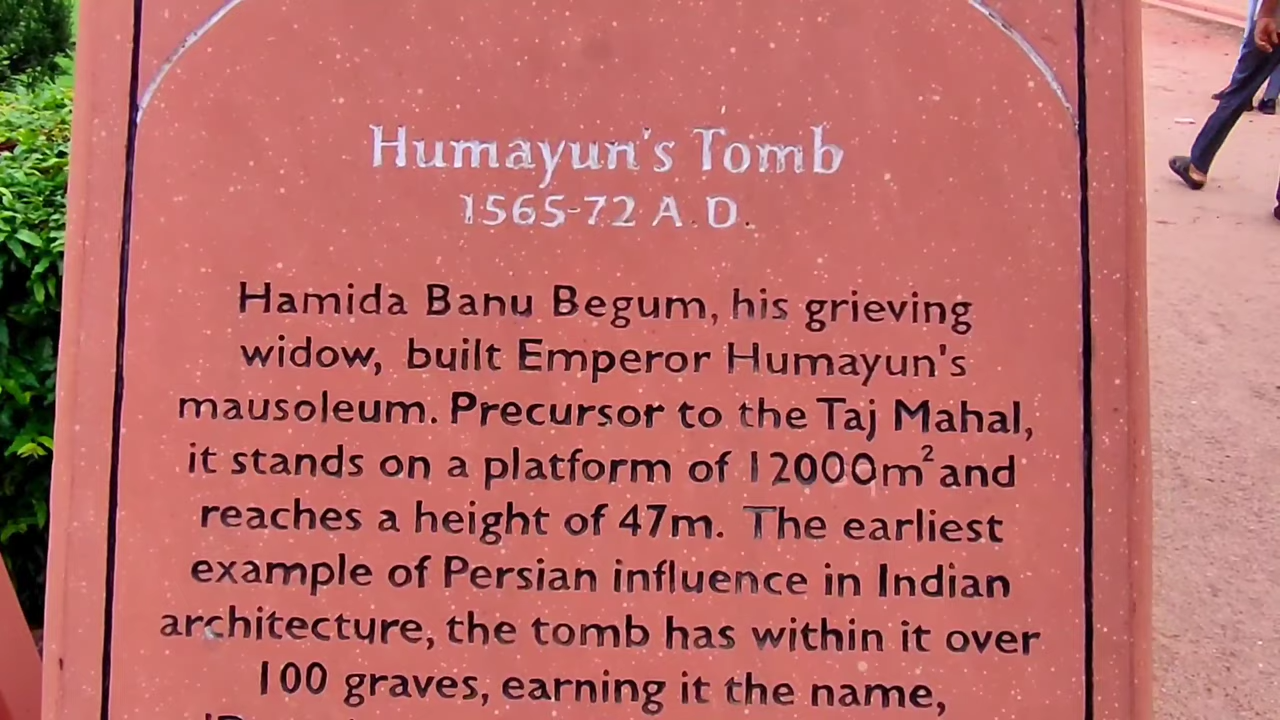 Humayun's Tomb
1565-72 A.D.
Hamida Banu Begum, his grieving
widow, built Emperor Humayun's
mausoleum. Precursor to the Taj Mahal,
it stands on a platform of 12000m² and
reaches a height of 47m. The earliest
example of Persian influence in Indian
architecture, the tomb has within it over
100 graves, earning it the name,